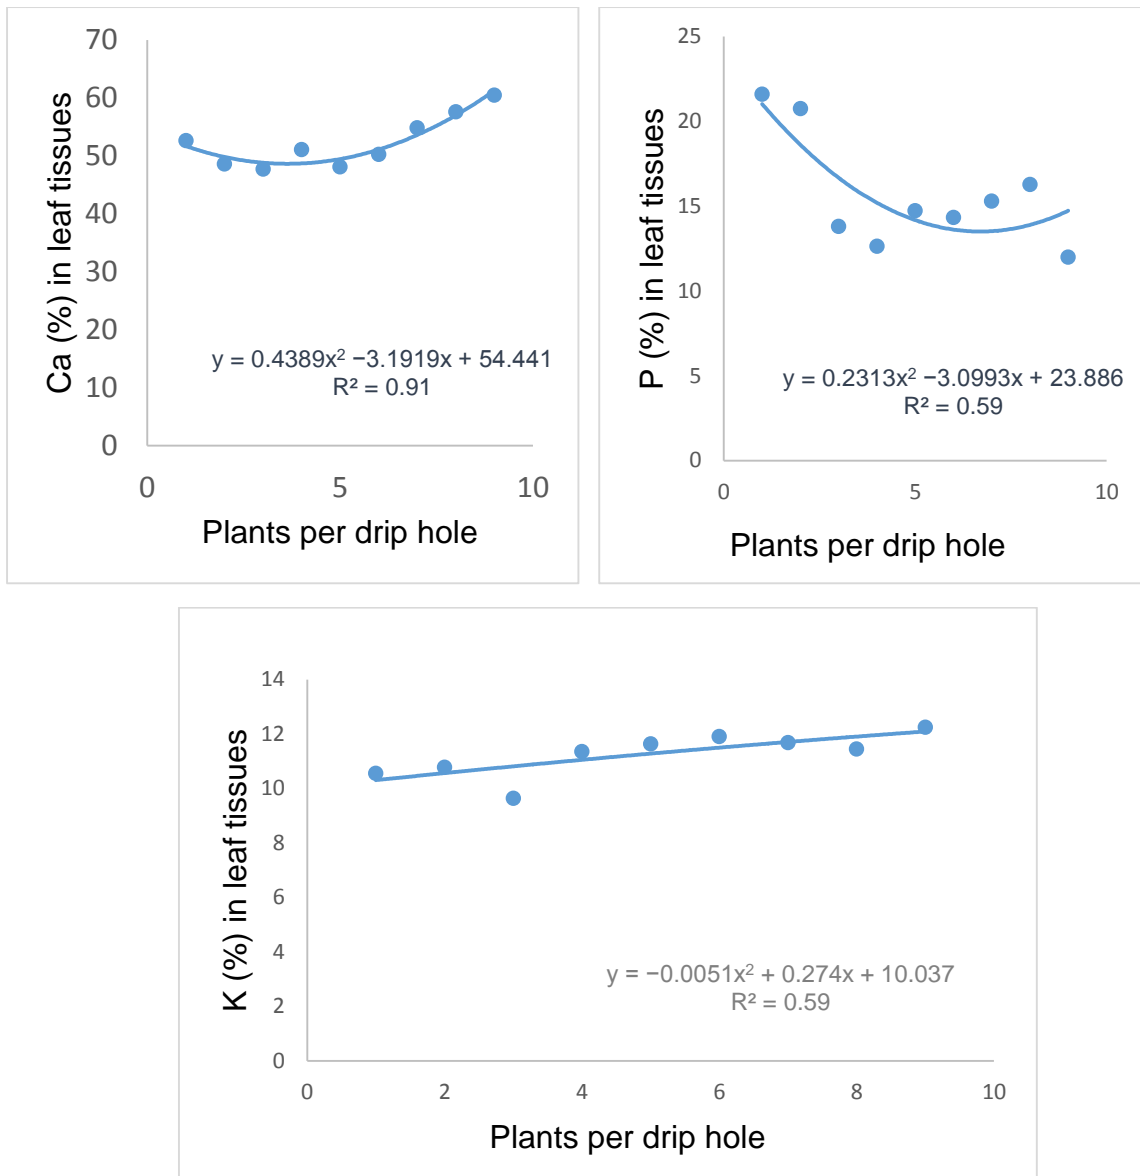 70
60
50
40
30
20
10
0
0 5 10
Ca (%) in leaf tissues
Plants per drip hole
y = 0.4389x² −3.1919x + 54.441
R² = 0.91
25
20
15
10
5
0
0 5 10
P (%) in leaf tissues
Plants per drip hole
y = 0.2313x² −3.0993x + 23.886
R² = 0.59
14
12
10
8
6
4
2
0
0 2 4 6 8 10
K (%) in leaf tissues
Plants per drip hole
y = −0.0051x² + 0.274x + 10.037
R² = 0.59